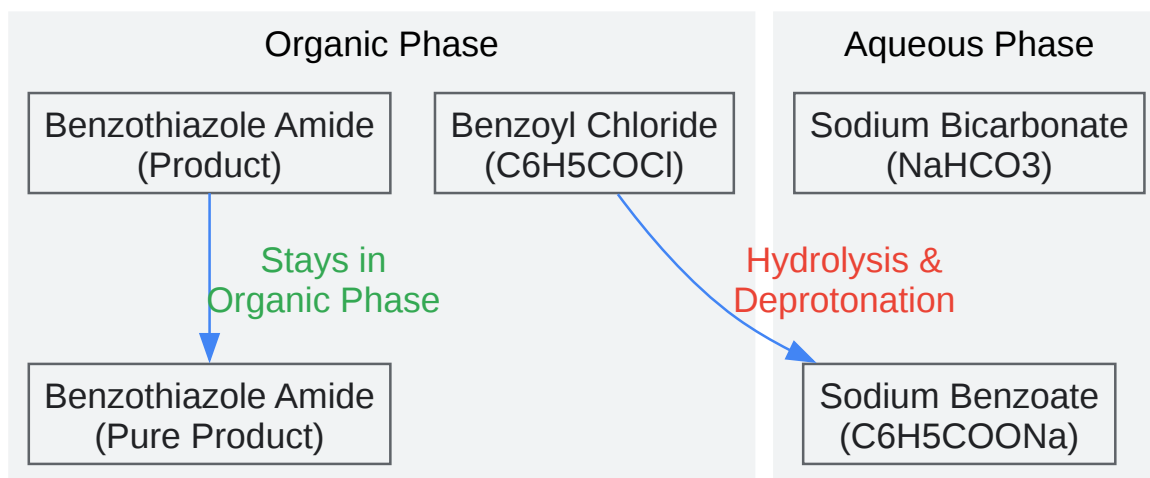 Organic Phase
Aqueous Phase
Benzothiazole Amide
(Product)
Benzoyl Chloride
(C6H5COCl)
Sodium Bicarbonate
(NaHCO3)
Stays in
Organic Phase
Hydrolysis &
Deprotonation
Benzothiazole Amide
(Pure Product)
Sodium Benzoate
(C6H5COONa)